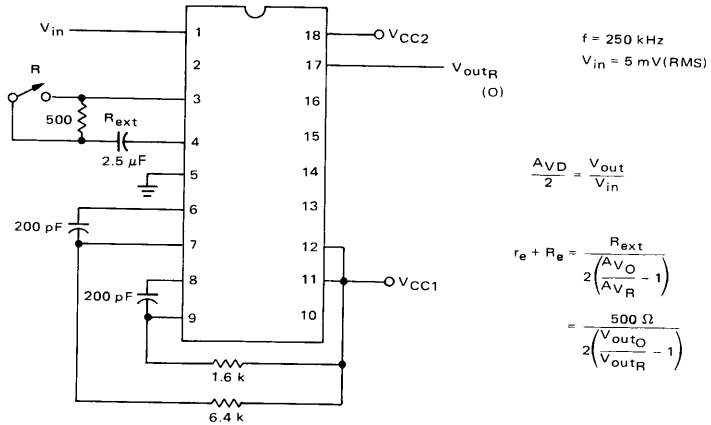 V_in
1
2
3
4
5
6
7
8
9
18
17
16
15
14
13
12
11
10
V_CC2
V_outR
(O)
V_CC1
R
500
R_ext
2.5 μF
200 pF
200 pF
1.6 k
6.4 k
f = 250 kHz
V_in = 5 mV(RMS)
A_VD / 2 = V_out / V_in
r_e + R_e = R_ext / 2(A_VO / A_VR - 1)
= 500 Ω / 2(V_outO / V_outR - 1)